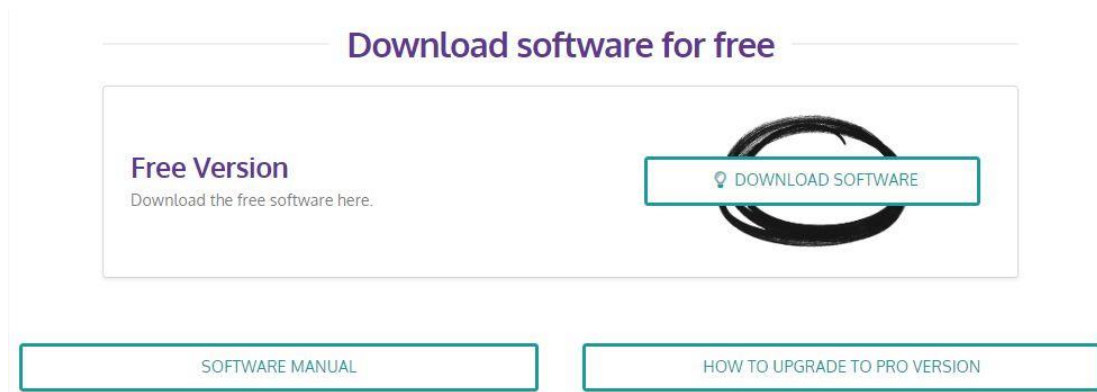 Download software for free
Free Version
Download the free software here.
DOWNLOAD SOFTWARE
SOFTWARE MANUAL
HOW TO UPGRADE TO PRO VERSION